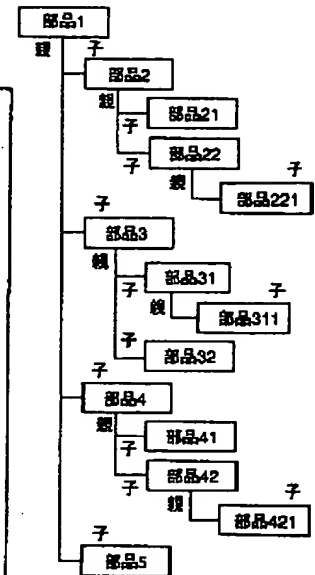 部品1
親 子
部品2
親
子 部品21
子 部品22
親 子
部品221
子
部品3
親
子 部品31
親 子
部品311
子 部品32
子
部品4
親
子 部品41
子 部品42
親 子
部品421
子
部品5